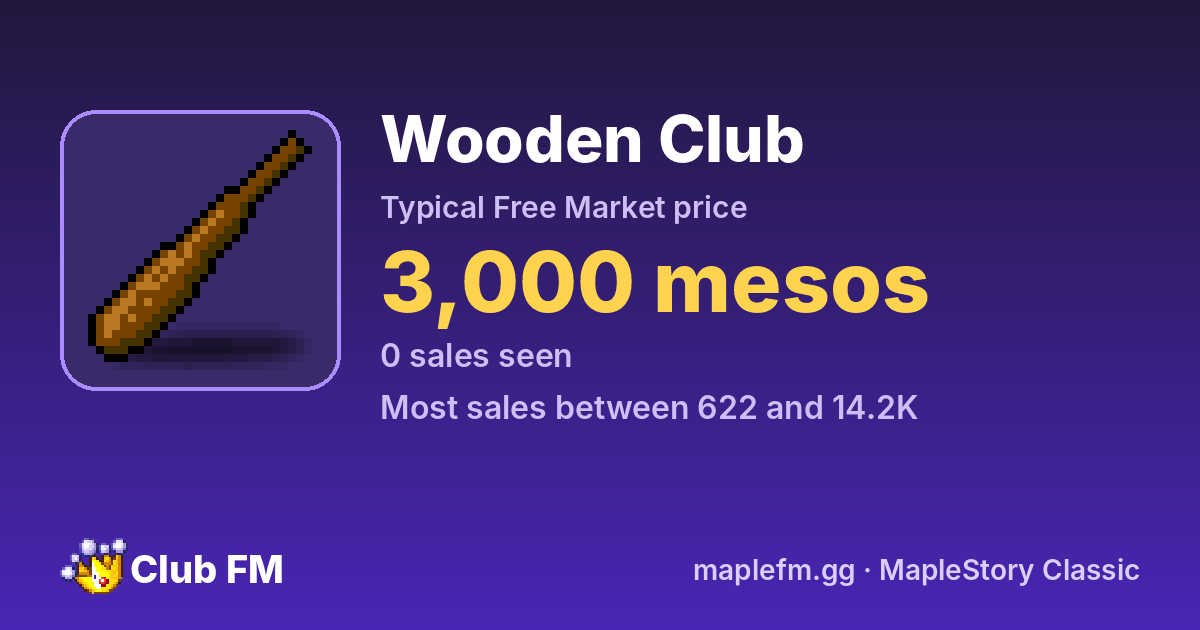 Wooden Club
Typical Free Market price
3,000 mesos
0 sales seen
Most sales between 622 and 14.2K
Club FM
maplefm.gg · MapleStory Classic